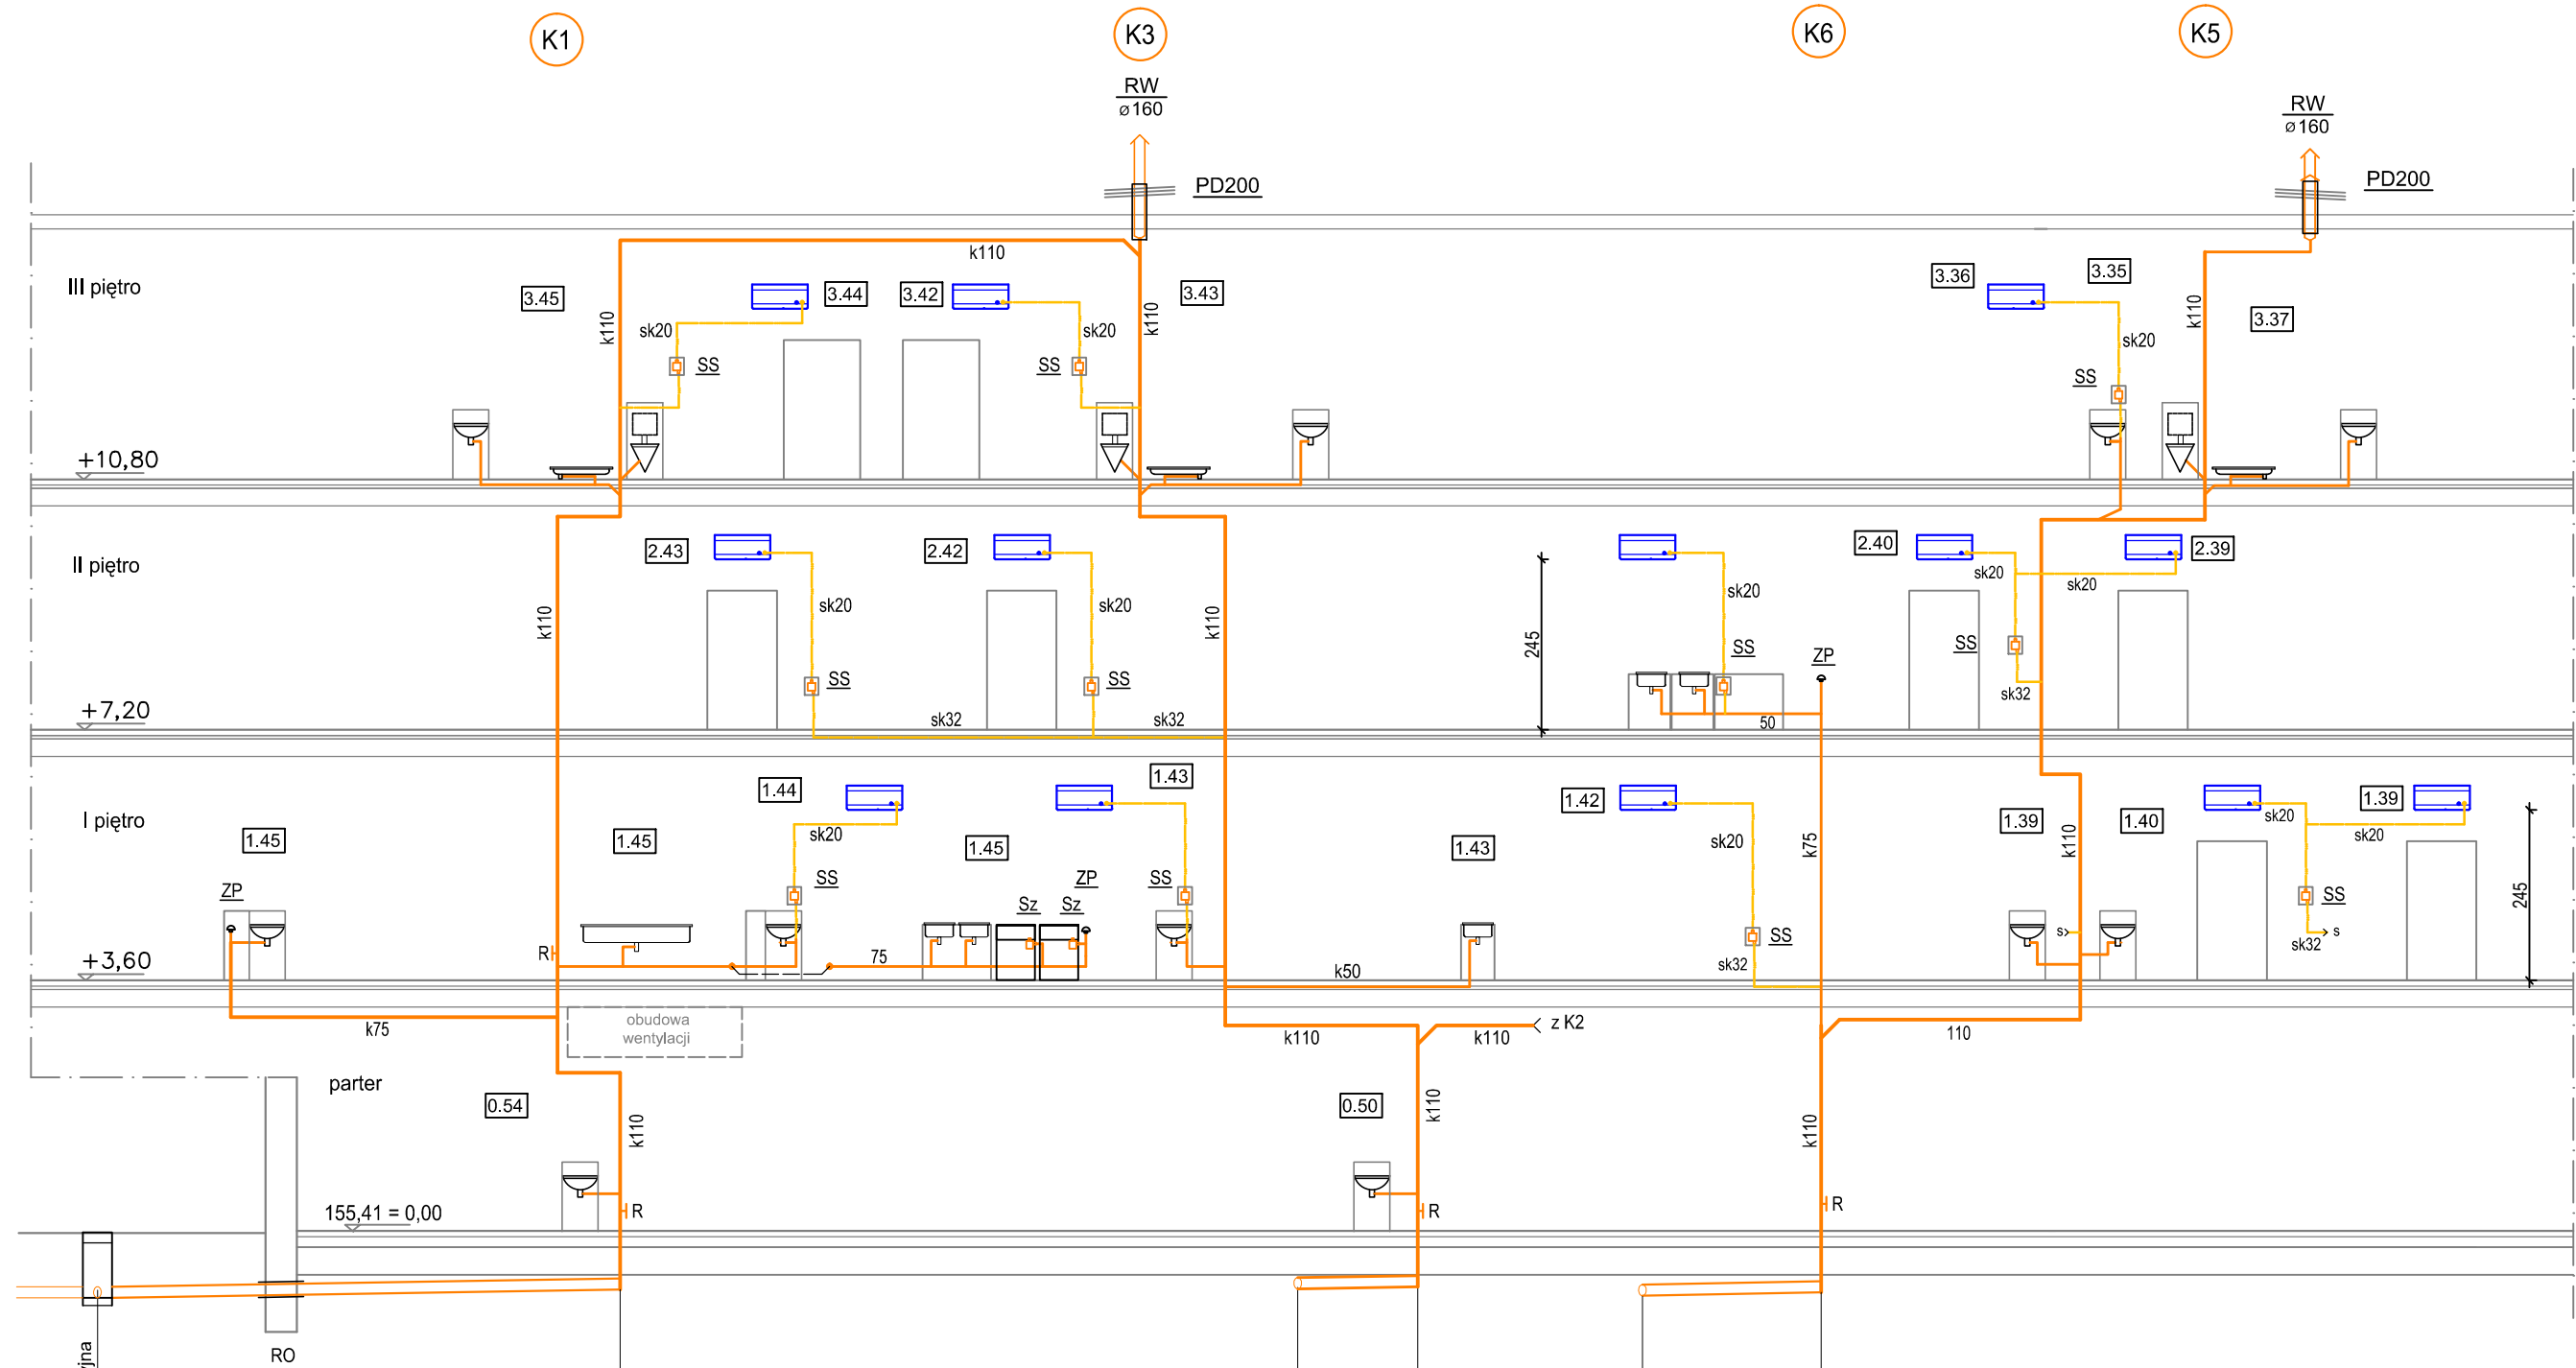 K1
K3
K6
K5
RW
ø160
RW
ø160
PD200
PD200
k110
III piętro
3.45
k110
sk20
SS
3.44
3.42
sk20
SS
k110
3.43
3.36
3.35
sk20
SS
k110
3.37
+10,80
II piętro
k110
2.43
sk20
SS
2.42
sk20
SS
k110
sk32
sk32
245
sk20
SS
ZP
50
2.40
sk20
sk20
2.39
SS
sk32
+7,20
I piętro
1.45
ZP
1.45
R
1.44
sk20
SS
75
1.45
Sz
Sz
ZP
1.43
SS
k50
1.43
1.42
sk20
SS
sk32
k75
1.39
k110
1.40
s
sk20
sk20
1.39
SS
sk32
s
245
+3,60
k75
obudowa
wentylacji
k110
k110
z K2
110
parter
0.54
k110
R
0.50
k110
R
k110
R
155,41 = 0,00
RO
yjna